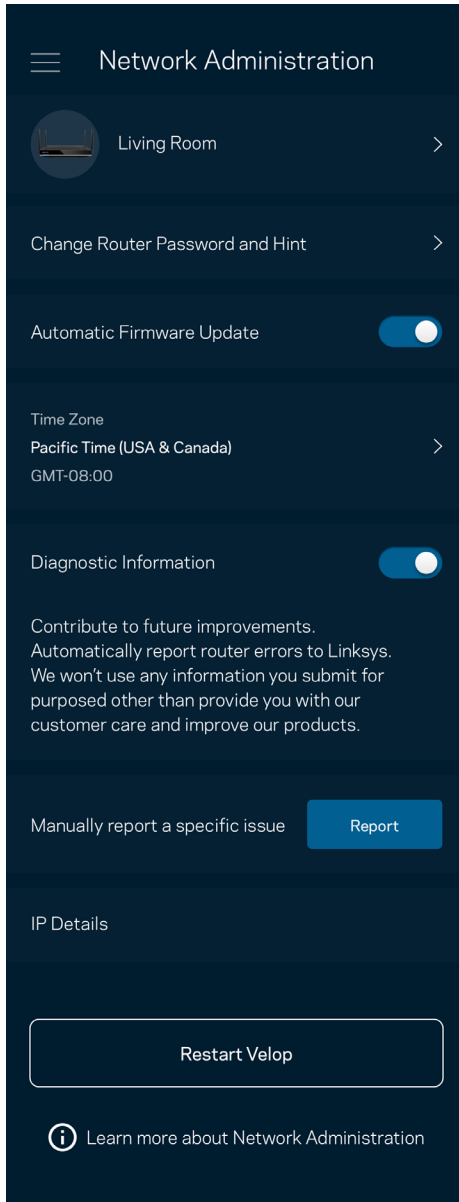 Network Administration
Living Room
Change Router Password and Hint
Automatic Firmware Update
Time Zone
Pacific Time (USA & Canada)
GMT-08:00
Diagnostic Information
Contribute to future improvements.
Automatically report router errors to Linksys.
We won't use any information you submit for
purposed other than provide you with our
customer care and improve our products.
Manually report a specific issue
Report
IP Details
Restart Velop
Learn more about Network Administration